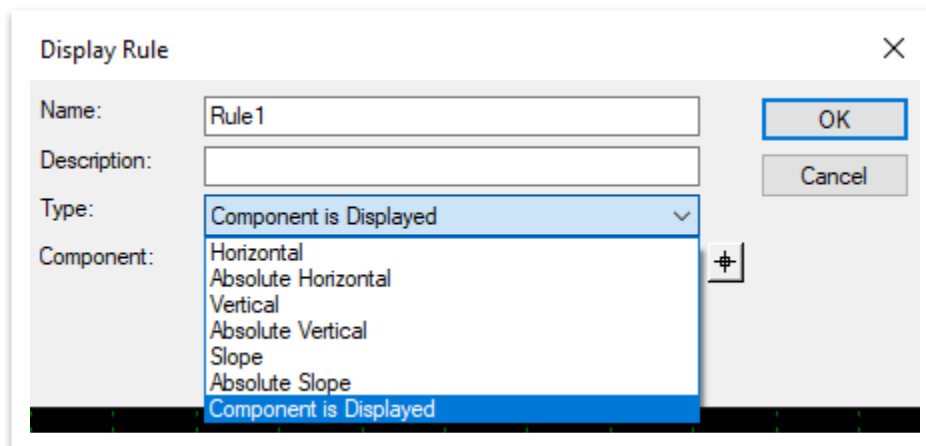 Display Rule
Name:
Rule1
OK
Description:
Cancel
Type:
Component is Displayed
Component:
Horizontal
Absolute Horizontal
Vertical
Absolute Vertical
Slope
Absolute Slope
Component is Displayed